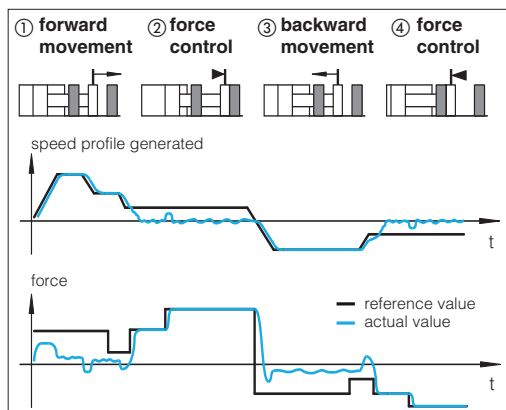 ① forward movement
② force control
③ backward movement
④ force control
speed profile generated
t
force
reference value
actual value
t